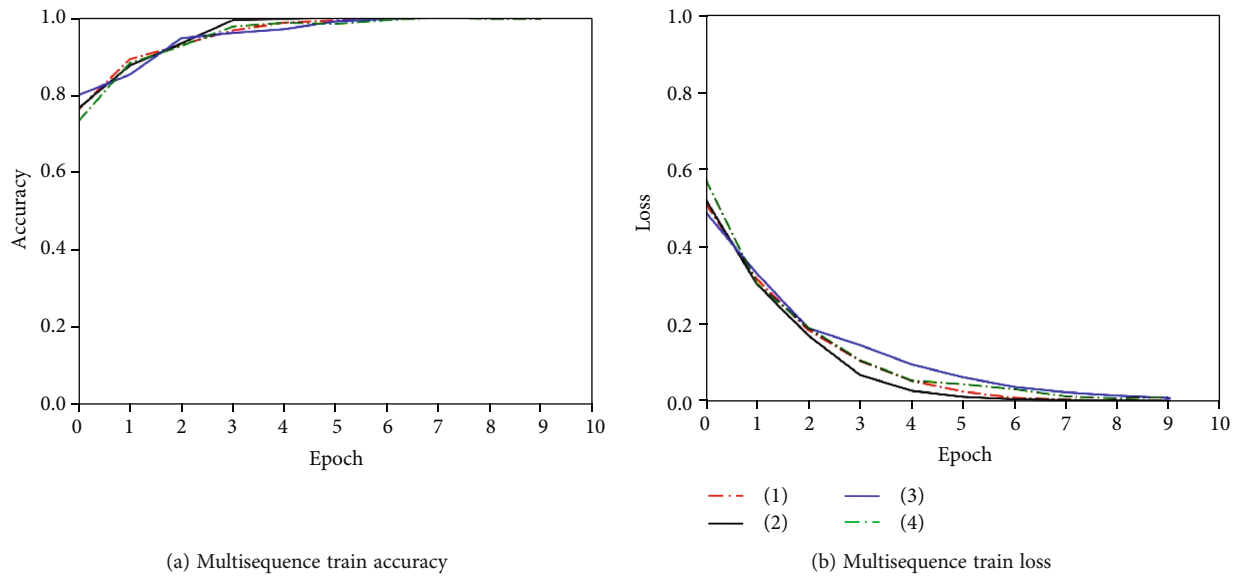 1.0
0.8
0.6
0.4
0.2
0.0
Accuracy
0 1 2 3 4 5 6 7 8 9 10
Epoch
(a) Multisequence train accuracy
1.0
0.8
0.6
0.4
0.2
0.0
Loss
0 1 2 3 4 5 6 7 8 9 10
Epoch
(1) (3)
(2) (4)
(b) Multisequence train loss